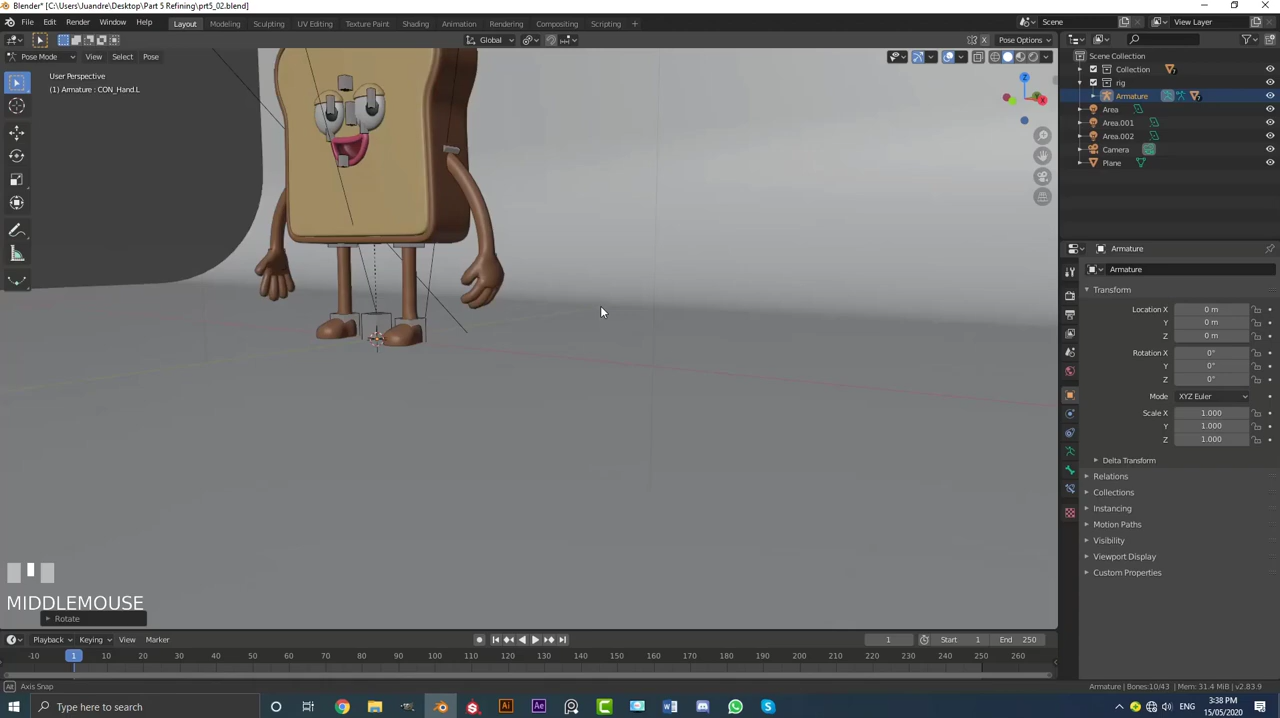 Blender* [C:\Users\Juandre\Desktop\Part 5 Refining\prt5_02.blend]
File Edit Render Window Help Layout Modeling Sculpting UV Editing Texture Paint Shading Animation Rendering Compositing Scripting Scene View Layer
Global Pose Options
Pose Mode View Select Pose
User Perspective
(1) Armature : CON_Hand.L
Scene Collection
Collection
rig
Armature
Area
Area.001
Area.002
Camera
Plane
Armature
Armature
Transform
Location X 0 m
Y 0 m
Z 0 m
Rotation X 0°
Y 0°
Z 0°
Mode XYZ Euler
Scale X 1.000
Y 1.000
Z 1.000
Delta Transform
Relations
Collections
Instancing
Motion Paths
Visibility
Viewport Display
Custom Properties
MIDDLEMOUSE
Rotate
Playback Keying View Marker 1 Start 1 End 250
-10 1 10 20 30 40 50 60 70 80 90 100 110 120 130 140 150 160 170 180 190 200 210 220 230 240 250 260
Alt Axis Snap Armature | Bones:10/43 | Mem: 31.4 MiB | v2.83.9
Type here to search
3:38 PM
15/05/2020